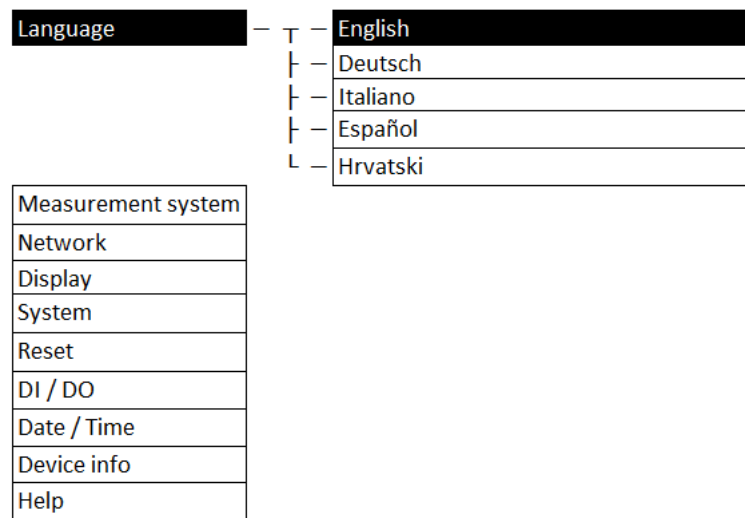 Language
English
Deutsch
Italiano
Español
Hrvatski
Measurement system
Network
Display
System
Reset
DI / DO
Date / Time
Device info
Help